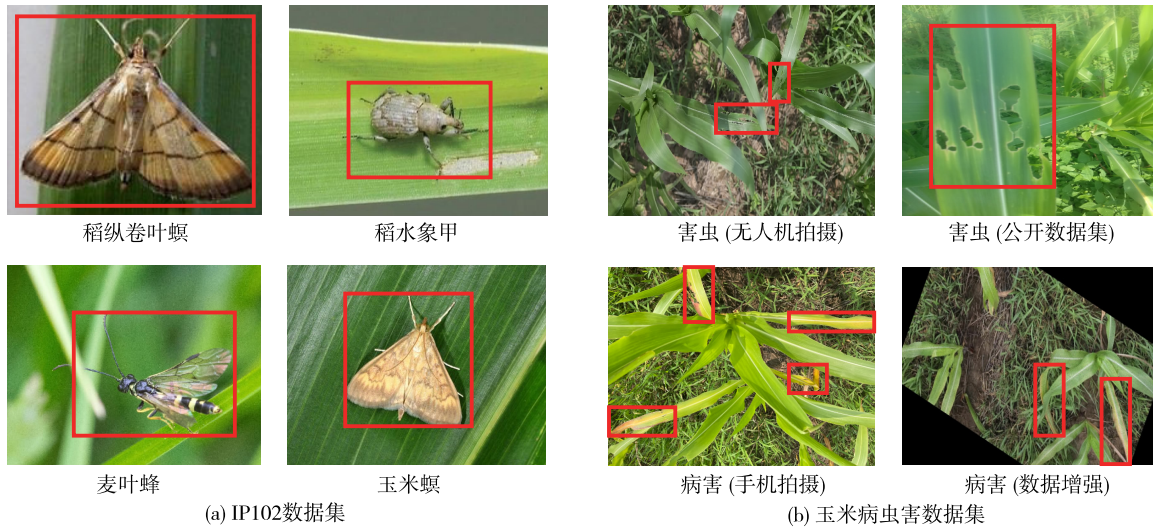 稻纵卷叶螟
稻水象甲
害虫 (无人机拍摄)
害虫 (公开数据集)
麦叶蜂
玉米螟
病害 (手机拍摄)
病害 (数据增强)
(a) IP102数据集
(b) 玉米病虫害数据集